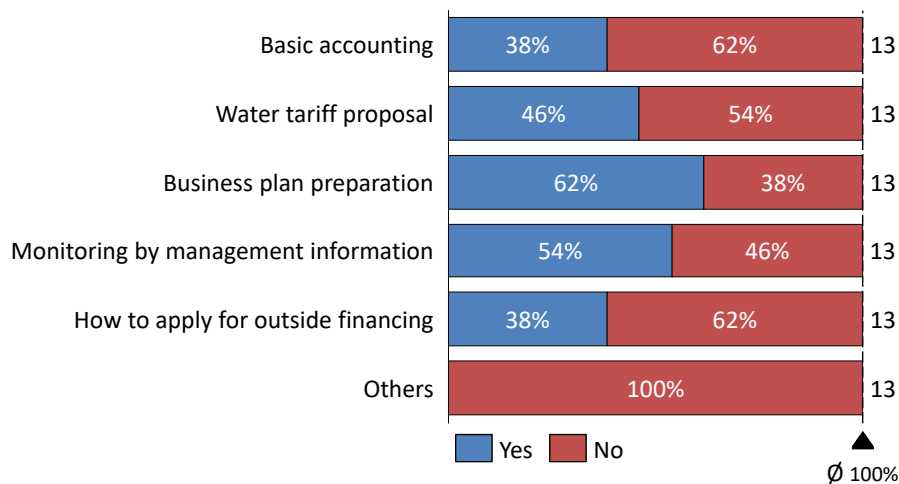 Basic accounting 38% 62% 13
Water tariff proposal 46% 54% 13
Business plan preparation 62% 38% 13
Monitoring by management information 54% 46% 13
How to apply for outside financing 38% 62% 13
Others 100% 13
Yes No
Ø 100%